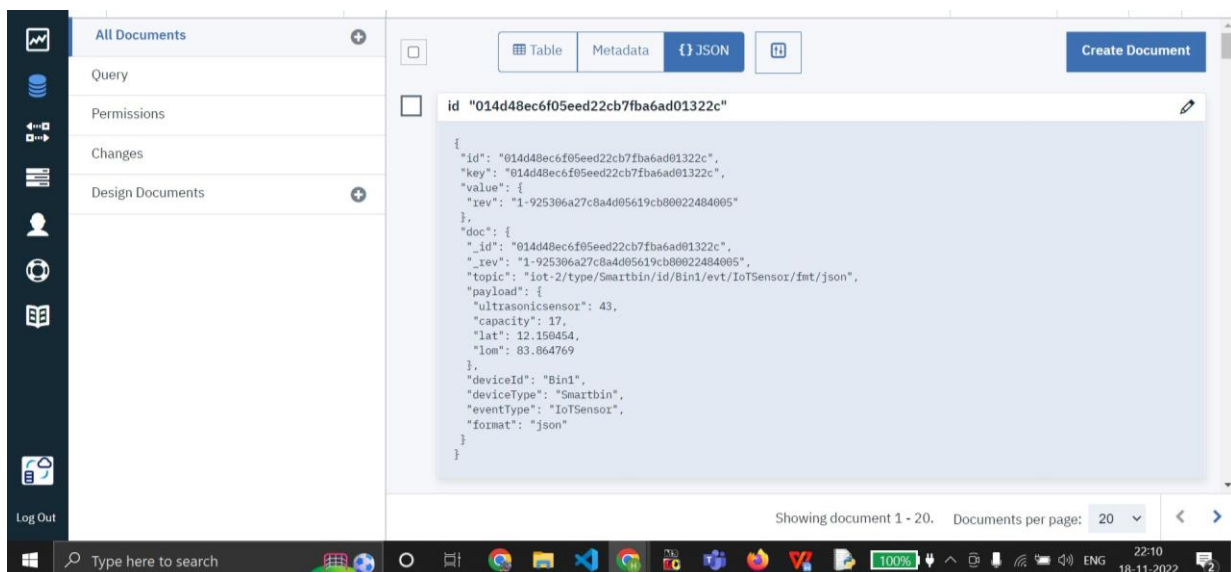 All Documents
Query
Permissions
Changes
Design Documents
Log Out
Table Metadata {} JSON
Create Document
id "014d48ec6f05eed22cb7fba6ad01322c"
{
"id": "014d48ec6f05eed22cb7fba6ad01322c",
"key": "014d48ec6f05eed22cb7fba6ad01322c",
"value": {
"rev": "1-925306a27c8a4d05619cb80022484005"
},
"doc": {
"_id": "014d48ec6f05eed22cb7fba6ad01322c",
"_rev": "1-925306a27c8a4d05619cb80022484005",
"topic": "iot-2/type/Smartbin/id/Bin1/evt/IoTSensor/fmt/json",
"payload": {
"ultrasonicsensor": 43,
"capacity": 17,
"lat": 12.150454,
"lom": 83.864769
},
"deviceId": "Bin1",
"deviceType": "Smartbin",
"eventType": "IoTSensor",
"format": "json"
}
}
Showing document 1 - 20. Documents per page: 20
Type here to search
100% ENG 22:10
18-11-2022
2